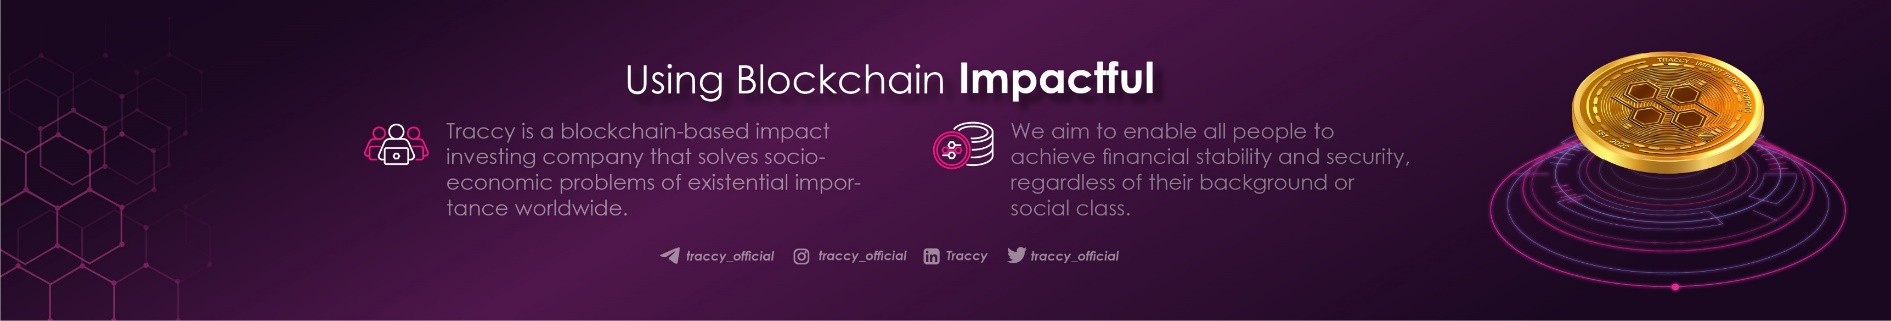 Using Blockchain Impactful
Traccy is a blockchain-based impact
investing company that solves socio-
economic problems of existential impor-
tance worldwide.
We aim to enable all people to
achieve financial stability and security,
regardless of their background or
social class.
traccy_official traccy_official Traccy traccy_official